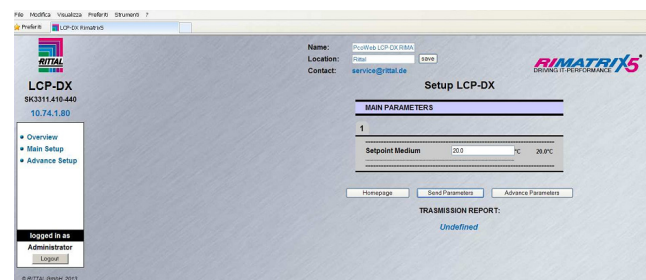 File Modifica Visualizza Preferiti Strumenti ?
Preferiti LCP-DX Rimatrix5
RITTAL
LCP-DX
SK3311.410-440
10.74.1.80
Overview
Main Setup
Advance Setup
logged in as
Administrator
Logout
© RITTAL GmbH, 2013
Name: PcoWeb LCP-DX RIMA
Location: Rittal save
Contact: service@rittal.de
RIMATRIX5
DRIVING IT-PERFORMANCE
Setup LCP-DX
MAIN PARAMETERS
1
Setpoint Medium 20.0 °C 20.0°C
Homepage Send Parameters Advance Parameters
TRASMISSION REPORT:
Undefined